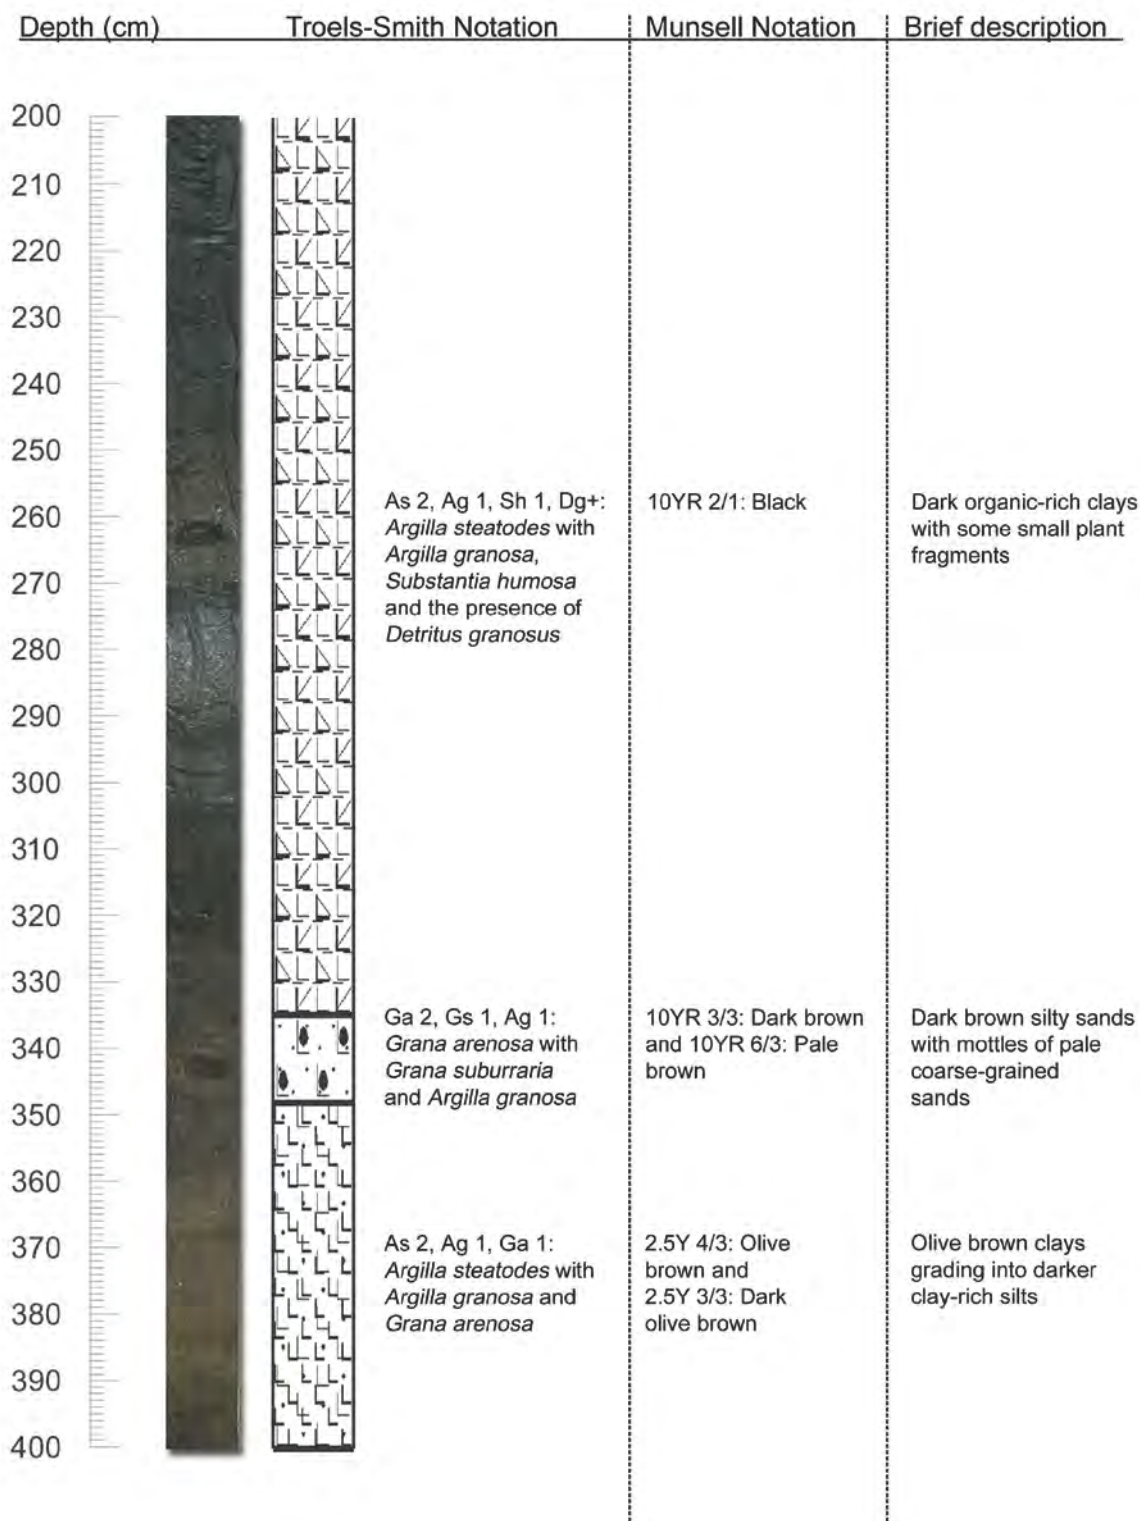 Depth (cm) Troels-Smith Notation Munsell Notation Brief description
200
210
220
230
240
250
260
270
280
290
300
310
320
330
340
350
360
370
380
390
400
As 2, Ag 1, Sh 1, Dg+:
Argilla steatodes with
Argilla granosa,
Substantia humosa
and the presence of
Detritus granosus
10YR 2/1: Black
Dark organic-rich clays
with some small plant
fragments
Ga 2, Gs 1, Ag 1:
Grana arenosa with
Grana suburraria
and Argilla granosa
10YR 3/3: Dark brown
and 10YR 6/3: Pale
brown
Dark brown silty sands
with mottles of pale
coarse-grained
sands
As 2, Ag 1, Ga 1:
Argilla steatodes with
Argilla granosa and
Grana arenosa
2.5Y 4/3: Olive
brown and
2.5Y 3/3: Dark
olive brown
Olive brown clays
grading into darker
clay-rich silts